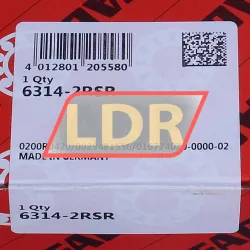 4 012801 205580
1 Qty
6314-2RSR
LDR
MADE IN GERMANY
1 Qty
6314-2RSR